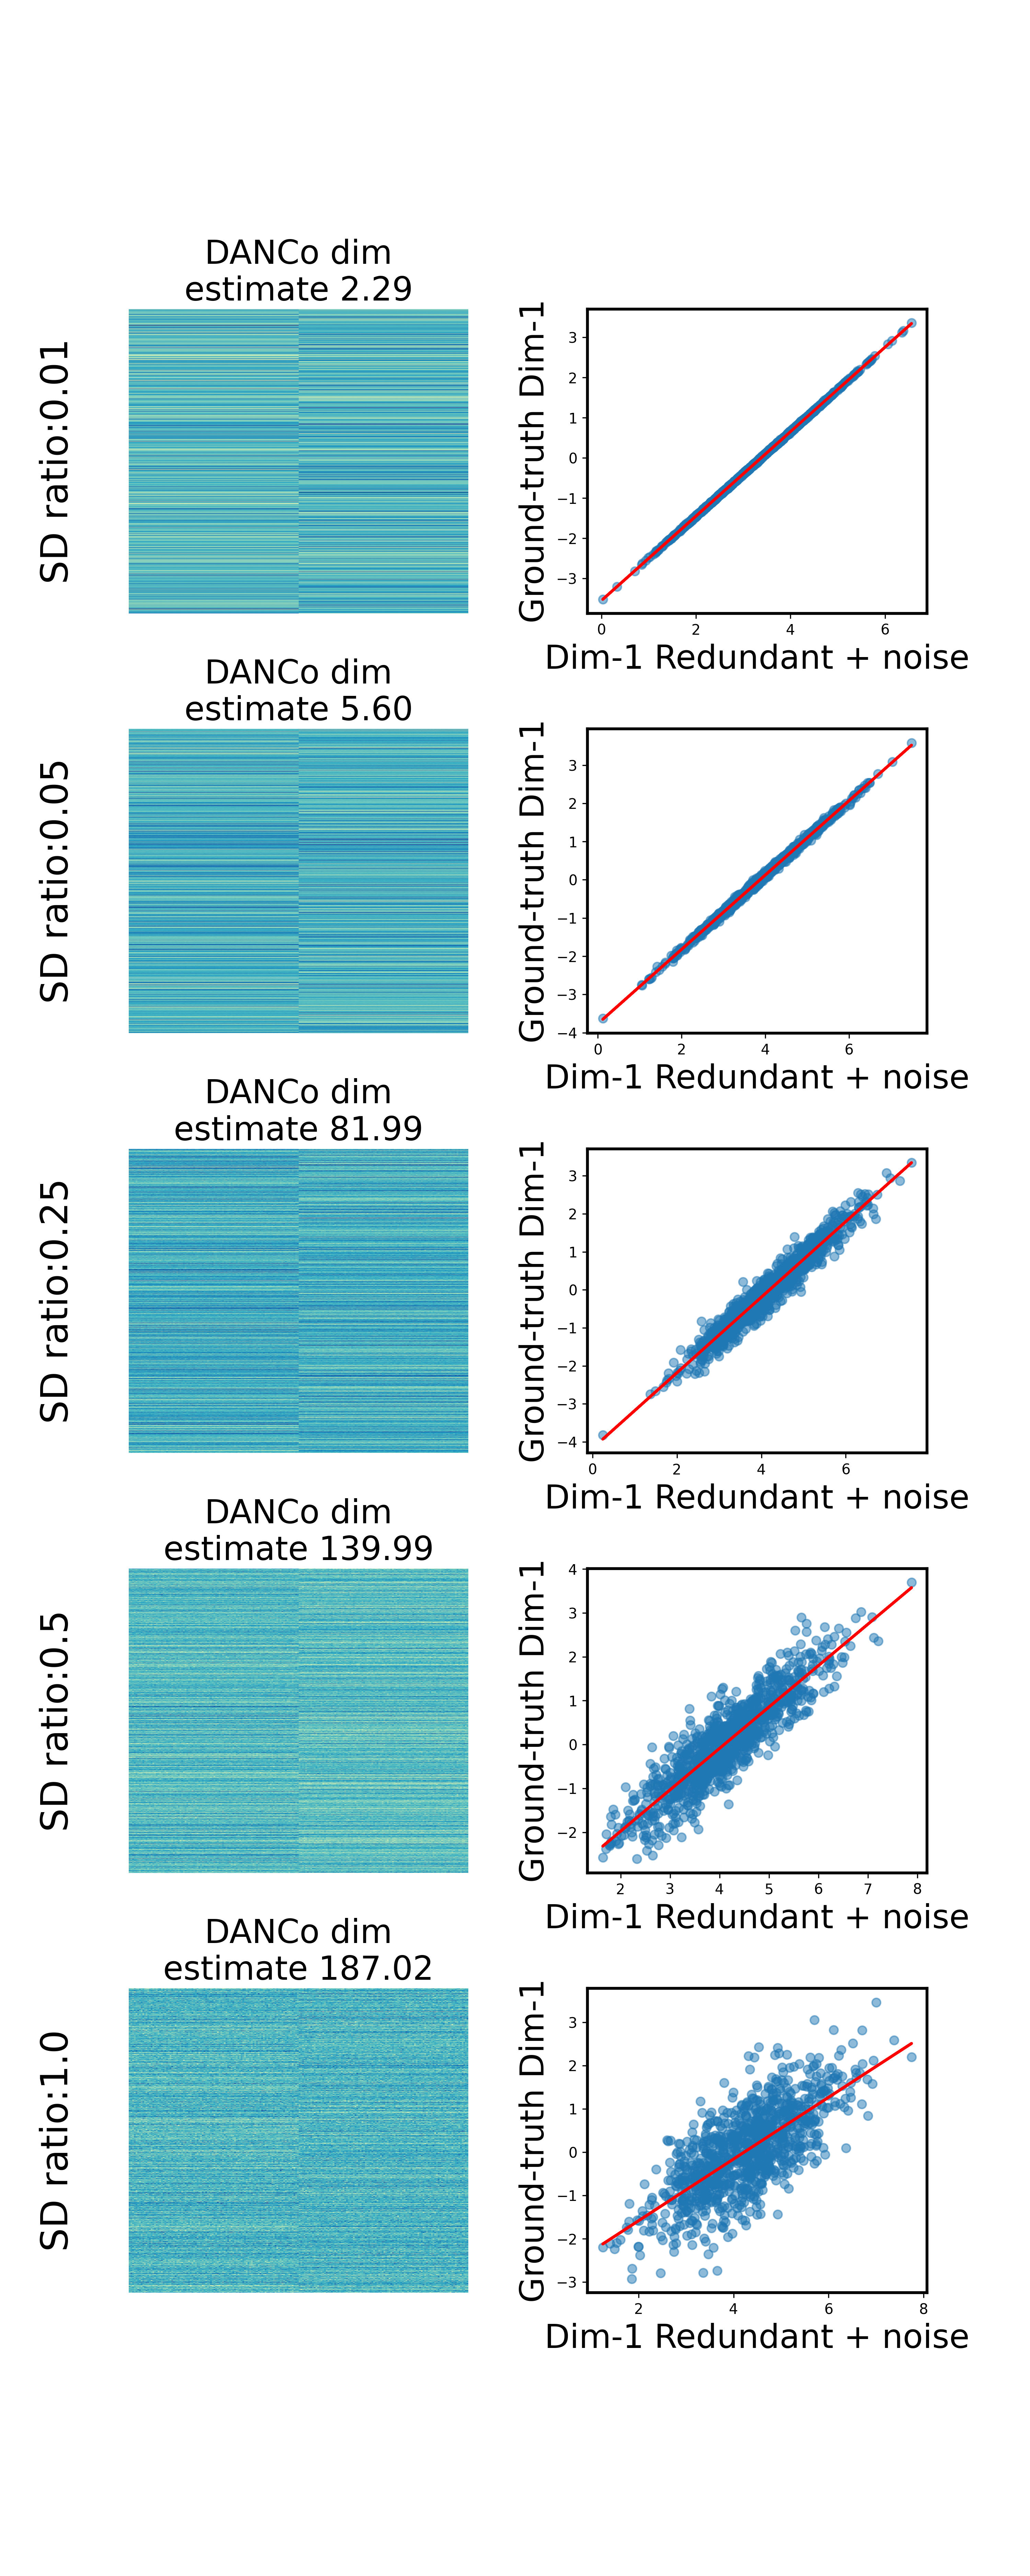 DANCo dim
estimate 2.29
SD ratio:0.01
Ground-truth Dim-1
3
2
1
0
−1
−2
−3
0 2 4 6
Dim-1 Redundant + noise
DANCo dim
estimate 5.60
SD ratio:0.05
Ground-truth Dim-1
3
2
1
0
−1
−2
−3
−4
0 2 4 6
Dim-1 Redundant + noise
DANCo dim
estimate 81.99
SD ratio:0.25
Ground-truth Dim-1
3
2
1
0
−1
−2
−3
−4
0 2 4 6
Dim-1 Redundant + noise
DANCo dim
estimate 139.99
SD ratio:0.5
Ground-truth Dim-1
4
3
2
1
0
−1
−2
2 3 4 5 6 7 8
Dim-1 Redundant + noise
DANCo dim
estimate 187.02
SD ratio:1.0
Ground-truth Dim-1
3
2
1
0
−1
−2
−3
2 4 6 8
Dim-1 Redundant + noise